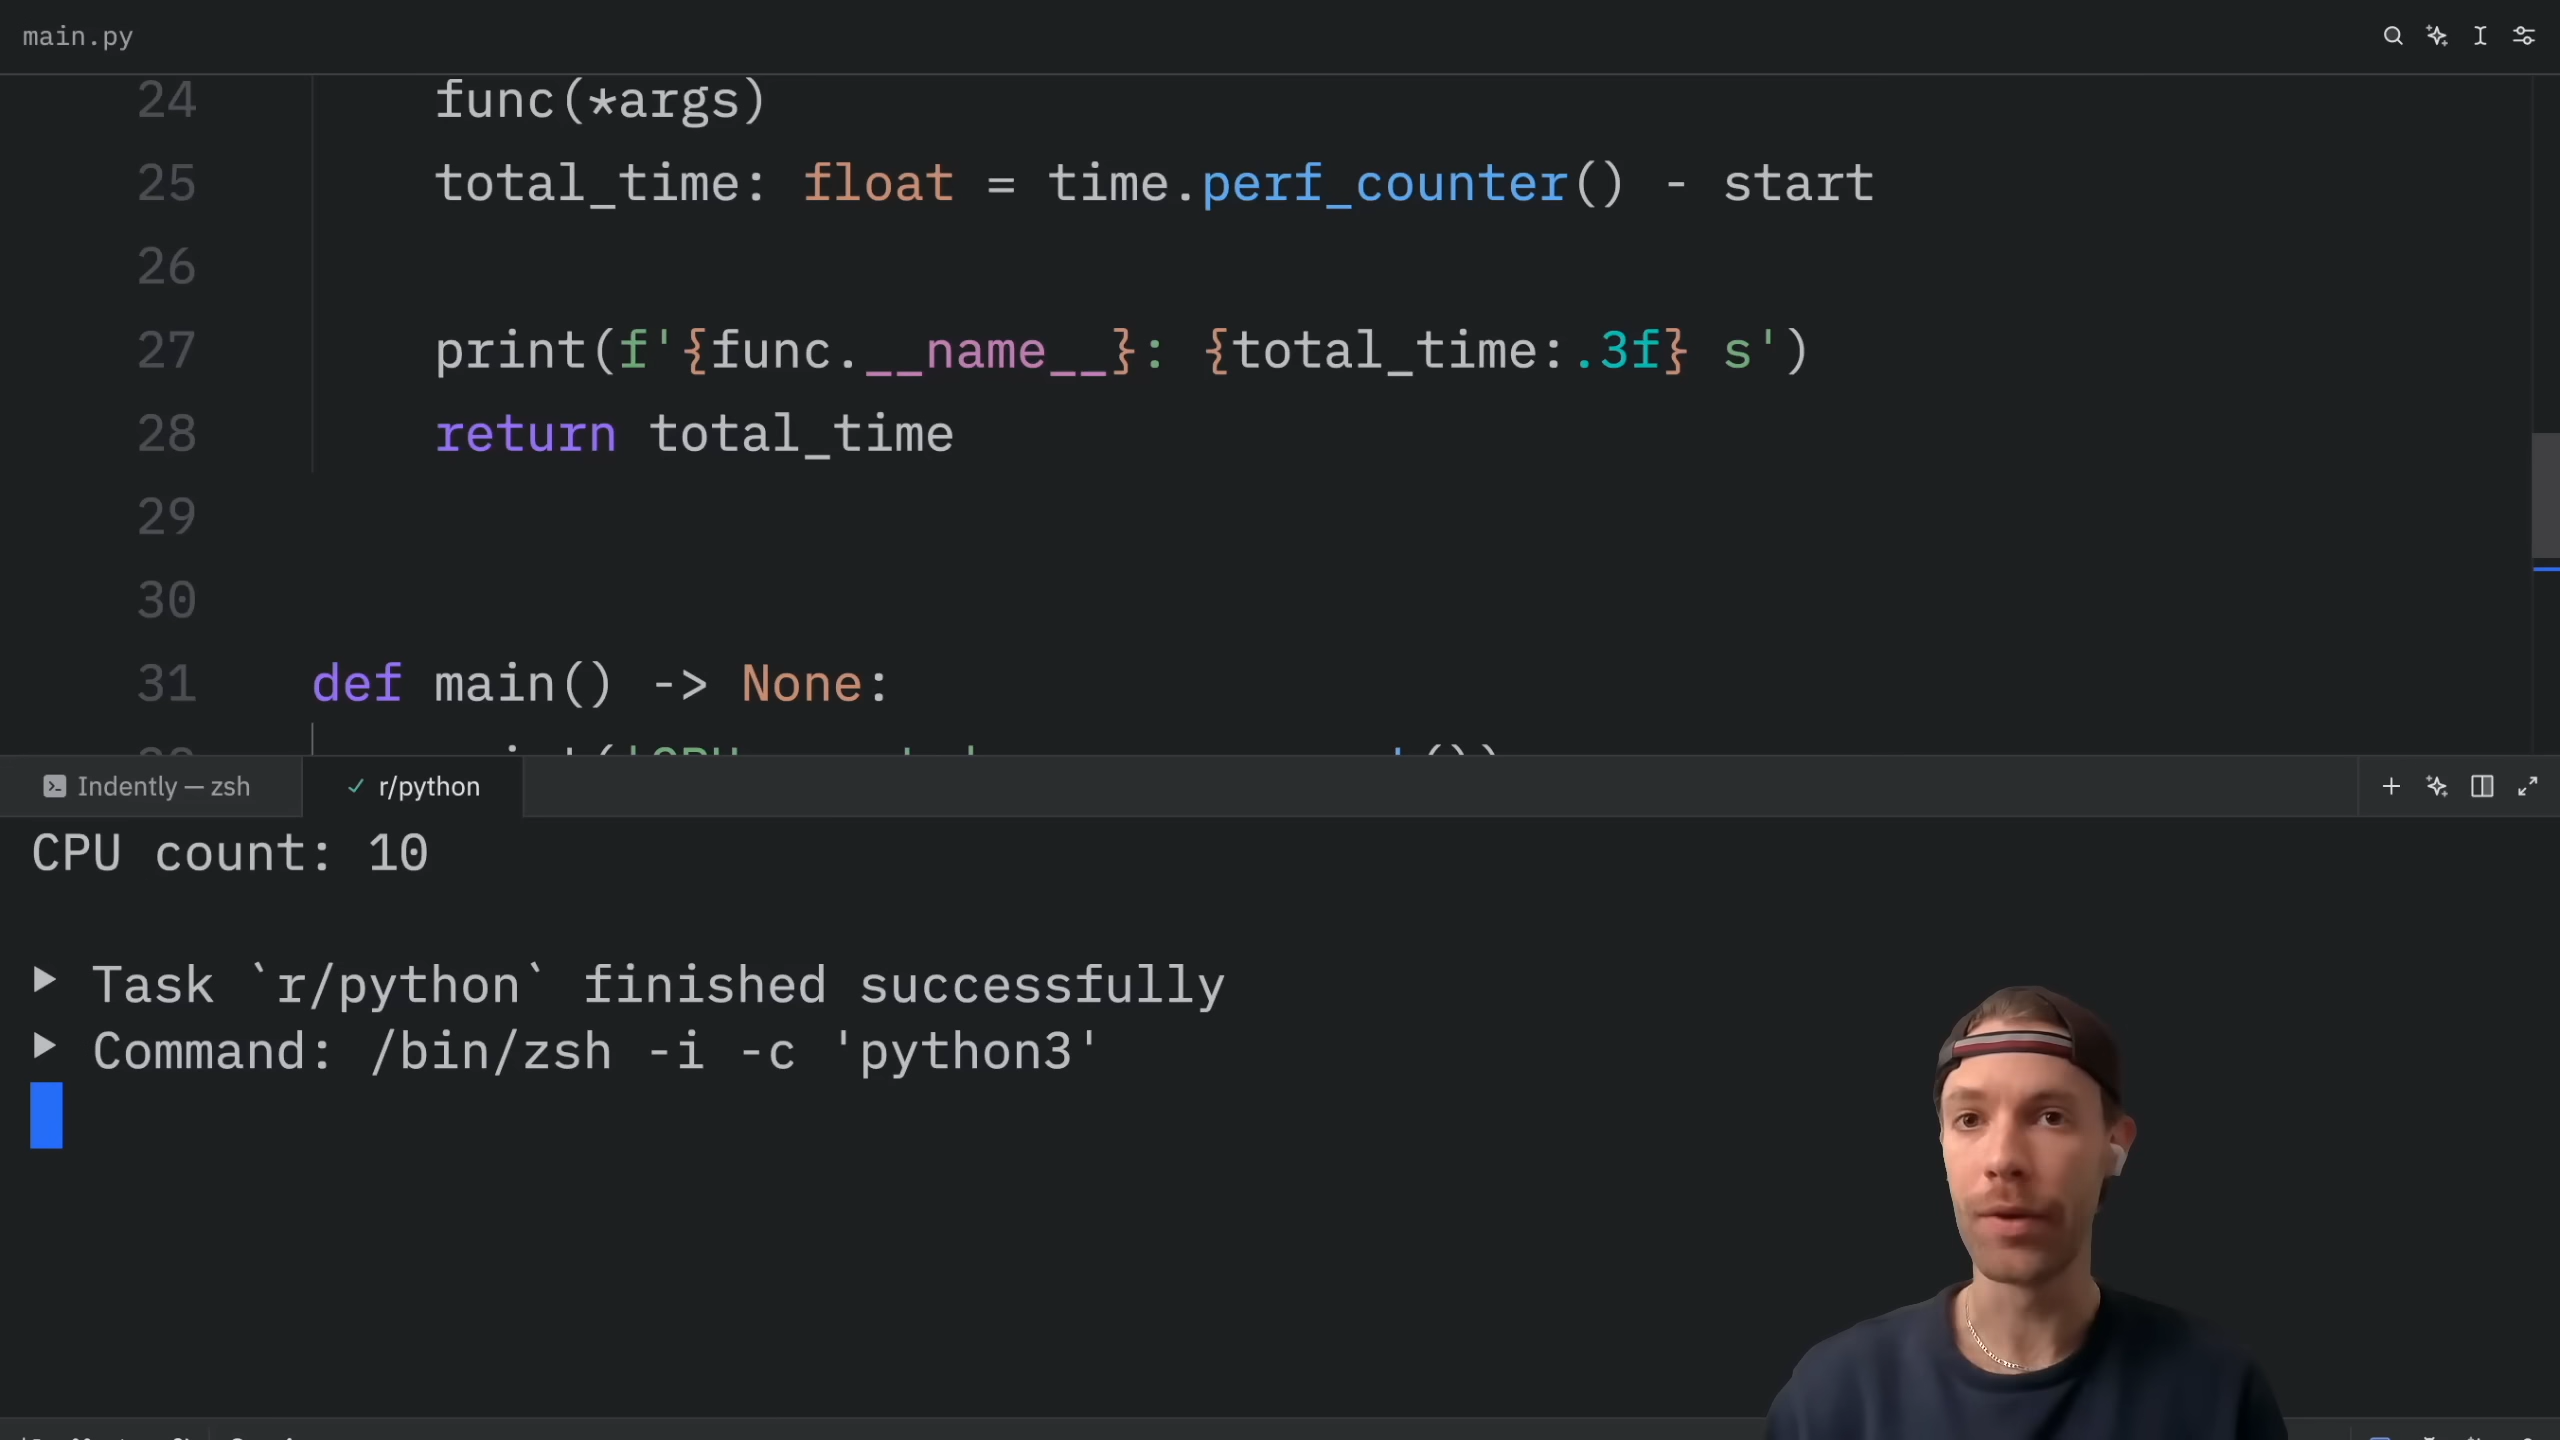 main.py
24 func(*args)
25 total_time: float = time.perf_counter() - start
26
27 print(f'{func.__name__}: {total_time:.3f} s')
28 return total_time
29
30
31 def main() -> None:
Indently — zsh
r/python
CPU count: 10
Task `r/python` finished successfully
Command: /bin/zsh -i -c 'python3'